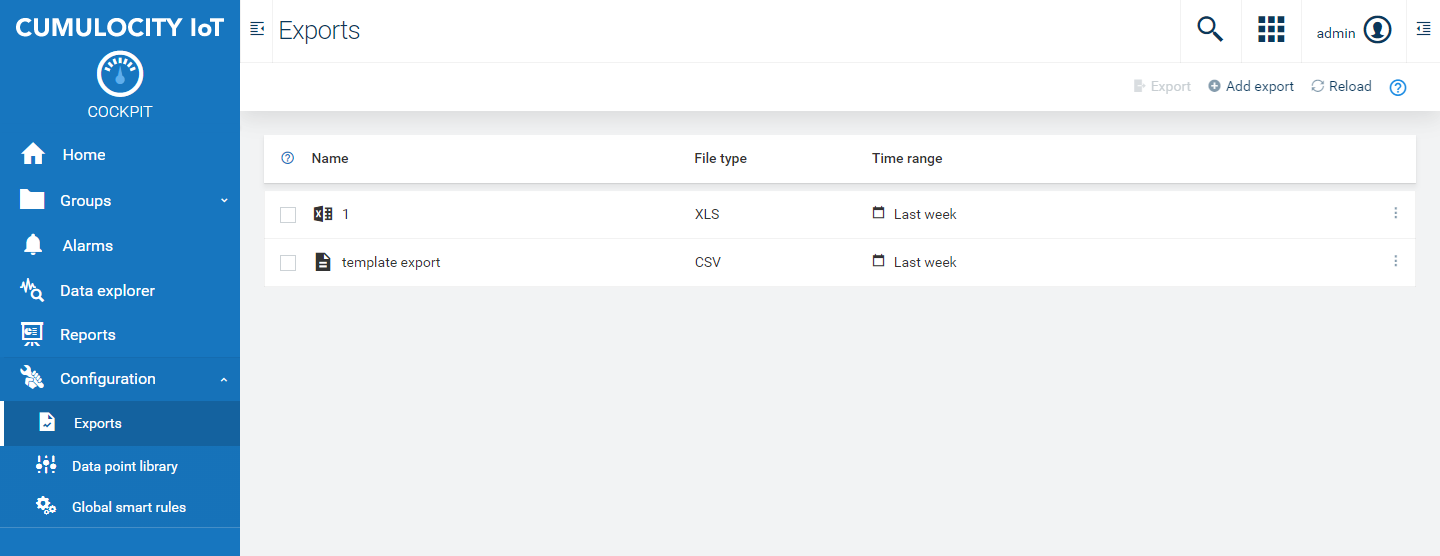 CUMULOCITY IoT
COCKPIT
Home
Groups
Alarms
Data explorer
Reports
Configuration
Exports
Data point library
Global smart rules
Exports
admin
Export
Add export
Reload
Name File type Time range
1 XLS Last week
template export CSV Last week